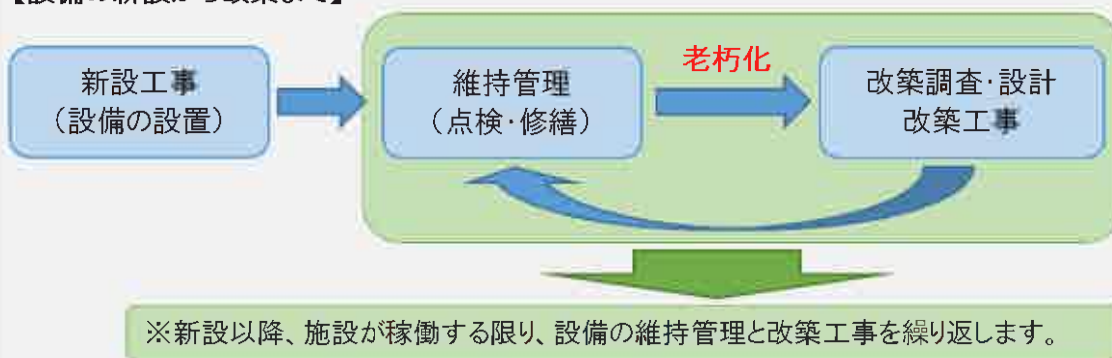 新設工事
（設備の設置）
維持管理
（点検・修繕）
老朽化
改築調査・設計
改築工事
※新設以降、施設が稼働する限り、設備の維持管理と改築工事を繰り返します。